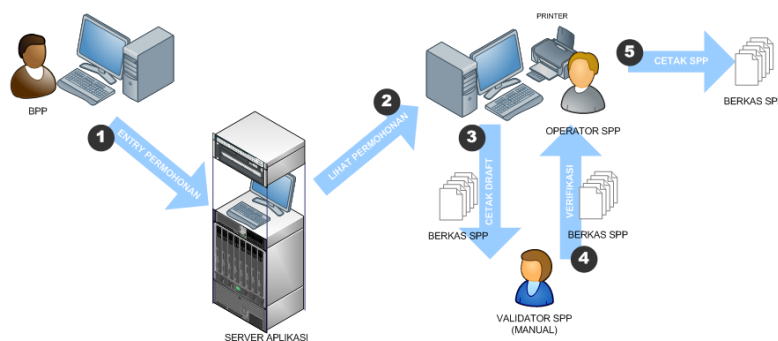 PRINTER
BPP
1
ENTRY PERMOHONAN
SERVER APLIKASI
2
LIHAT PERMOHONAN
OPERATOR SPP
3
CETAK DRAFT
BERKAS SPP
VALIDATOR SPP
(MANUAL)
4
VERIFIKASI
BERKAS SPP
5
CETAK SPP
BERKAS SP